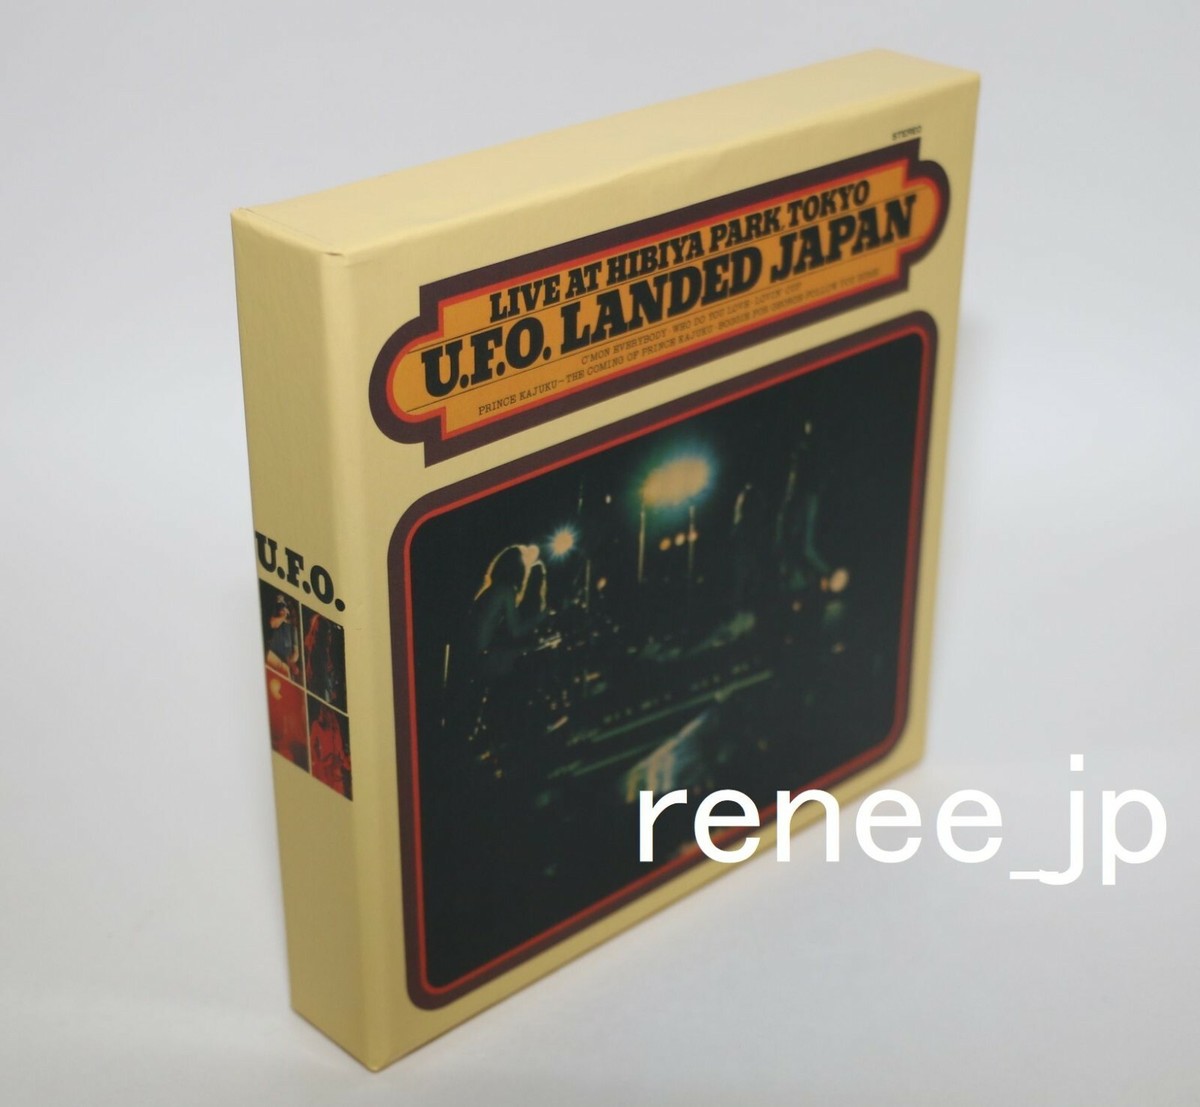 STEREO
LIVE AT HIBIYA PARK, TOKYO
U.F.O. LANDED JAPAN
C'MON EVERYBODY · WHO DO YOU LOVE · LOVIN' CUT
PRINCE KAJUKU - THE COMING OF PRINCE KAJUKU · BOOGIE FOR GEORGE · FOLLOW YOU HOME
U.F.O.
renee_jp